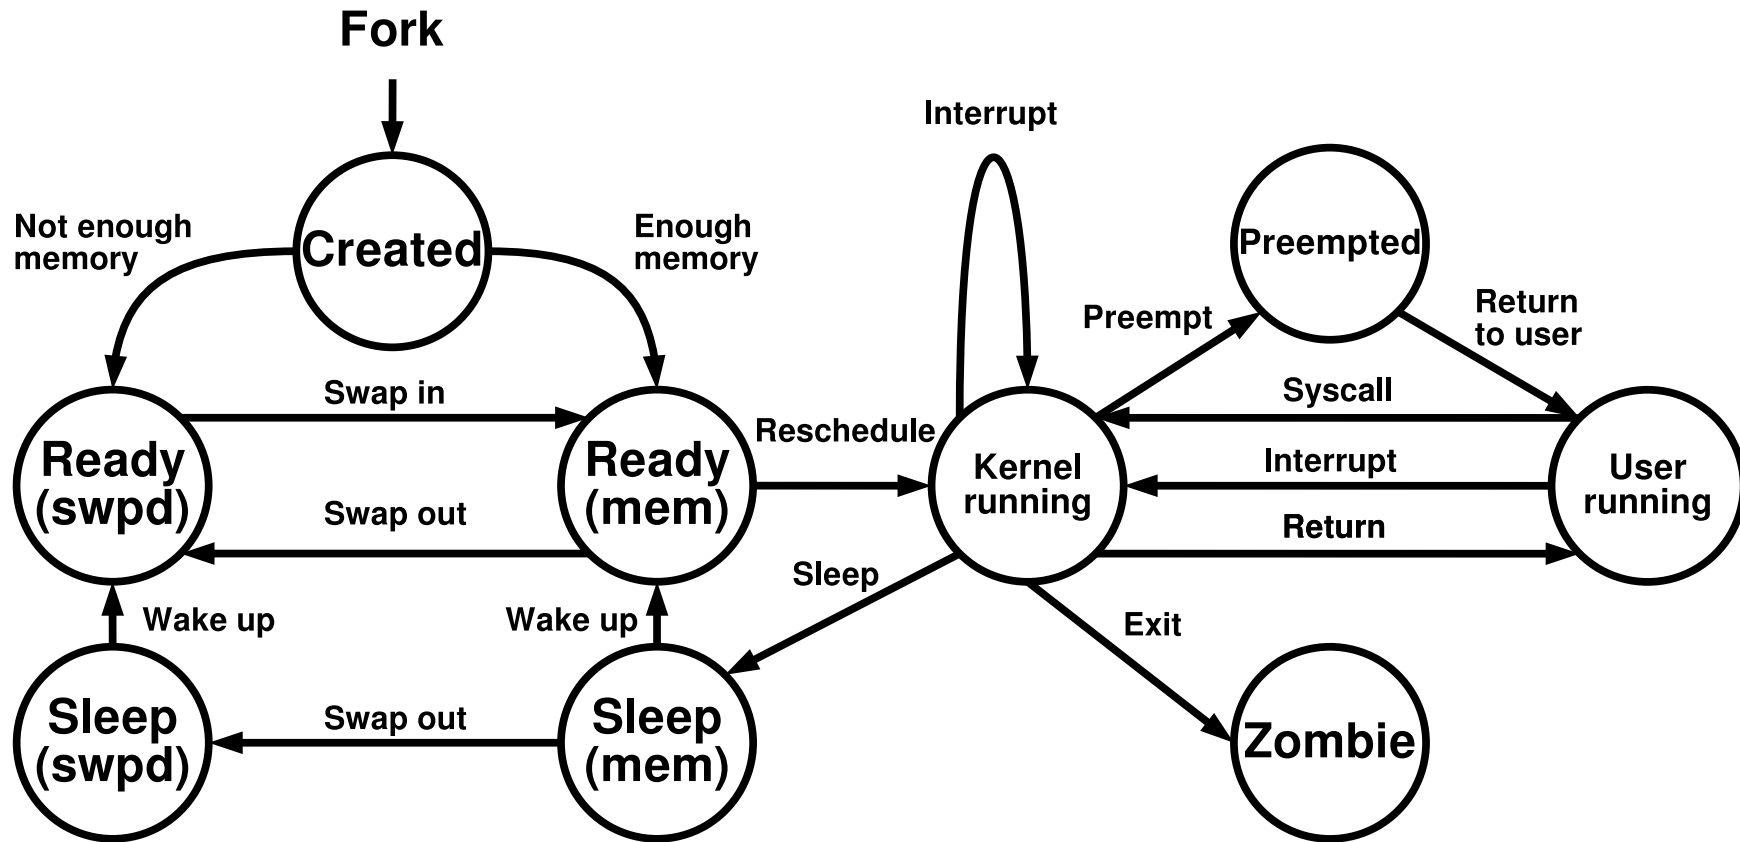 Fork
Interrupt
Not enough
memory
Created
Enough
memory
Preempted
Preempt
Return
to user
Swap in
Syscall
Reschedule
Ready
(swpd)
Ready
(mem)
Kernel
running
Interrupt
User
running
Swap out
Return
Sleep
Wake up
Wake up
Exit
Sleep
(swpd)
Swap out
Sleep
(mem)
Zombie